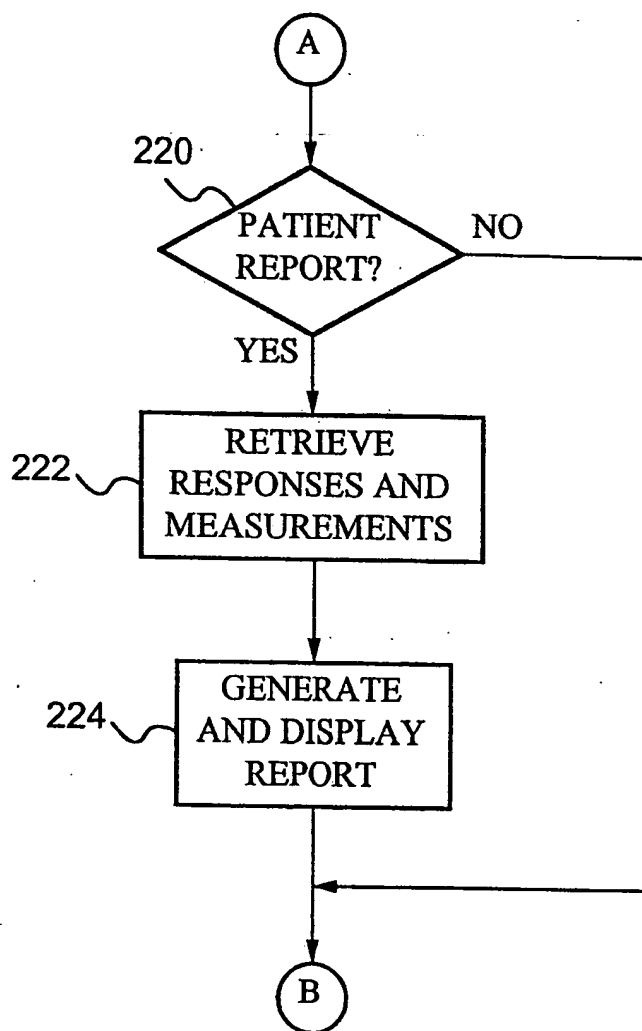 A
220
PATIENT
REPORT?
NO
YES
222
RETRIEVE
RESPONSES AND
MEASUREMENTS
224
GENERATE
AND DISPLAY
REPORT
B